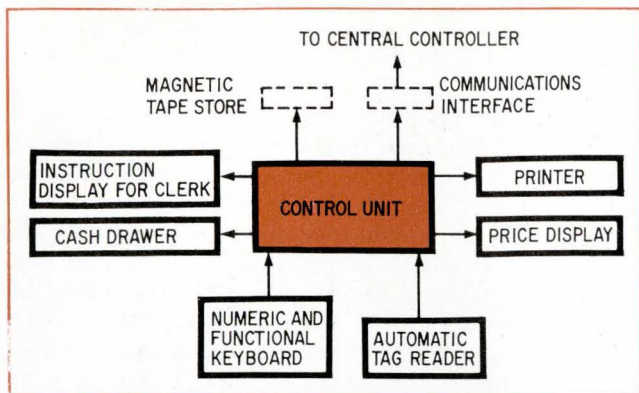 TO CENTRAL CONTROLLER
MAGNETIC
TAPE STORE
COMMUNICATIONS
INTERFACE
INSTRUCTION
DISPLAY FOR CLERK
CONTROL UNIT
PRINTER
CASH DRAWER
PRICE DISPLAY
NUMERIC AND
FUNCTIONAL
KEYBOARD
AUTOMATIC
TAG READER